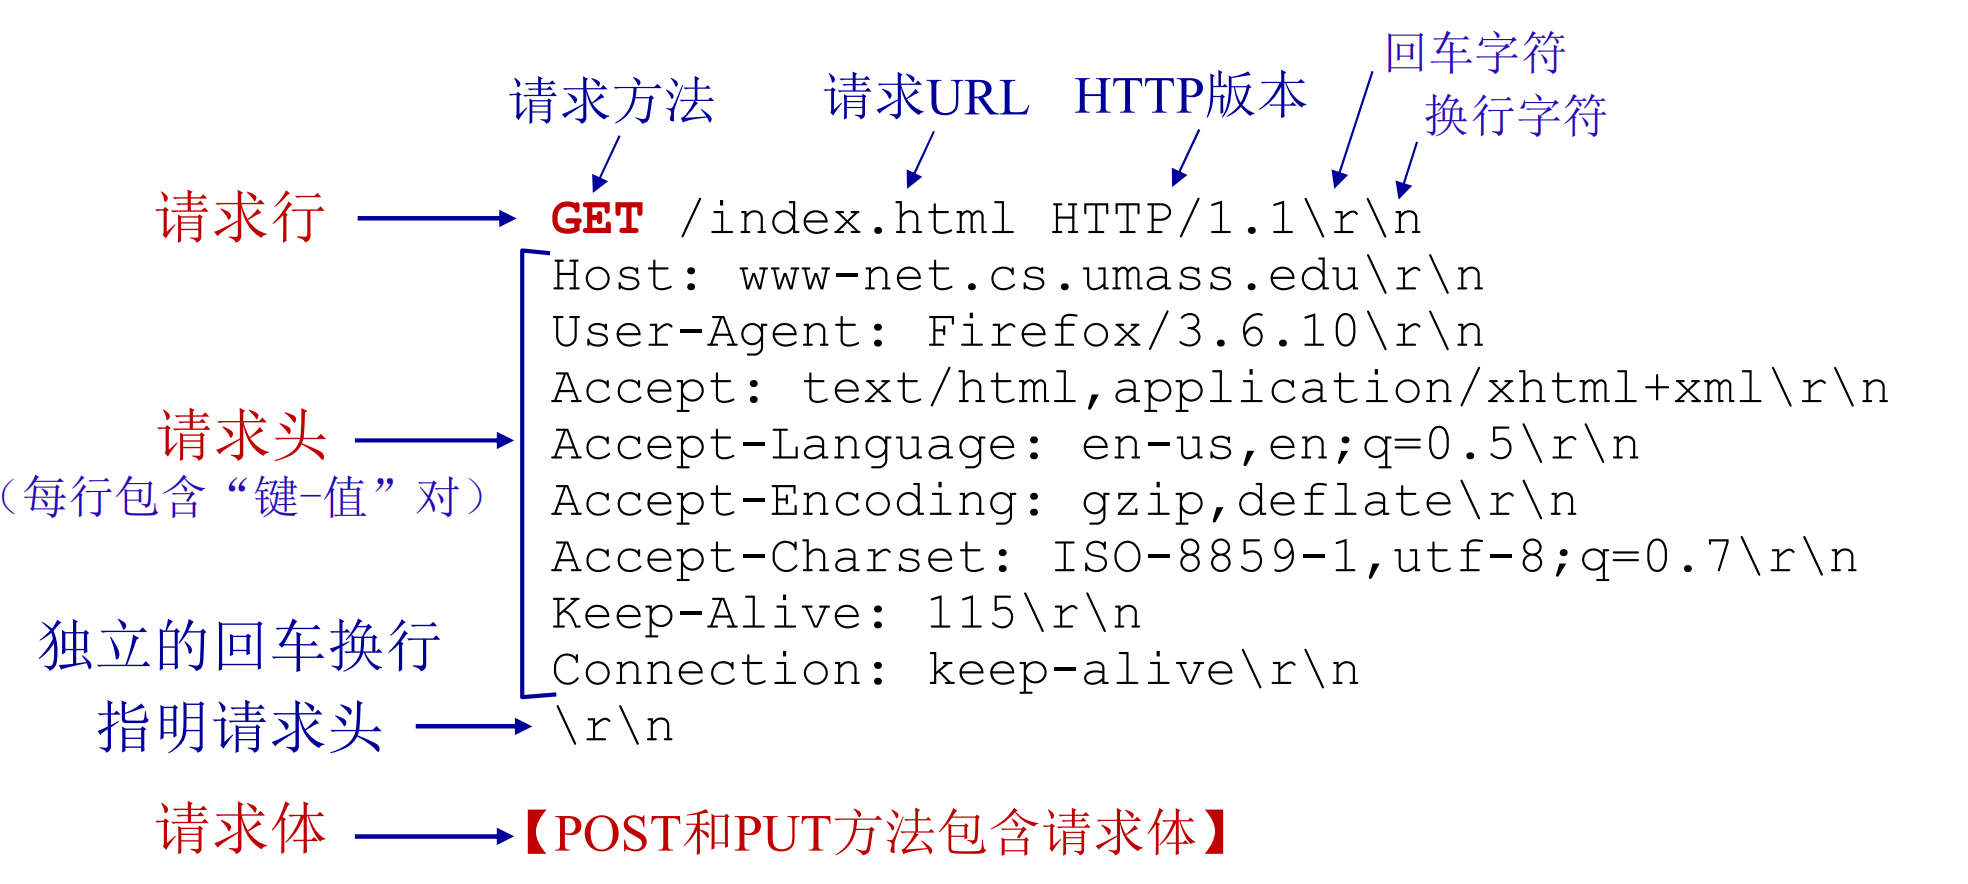 回车字符
请求方法 请求URL HTTP版本
换行字符
请求行 GET /index.html HTTP/1.1\r\n
Host: www-net.cs.umass.edu\r\n
User-Agent: Firefox/3.6.10\r\n
Accept: text/html,application/xhtml+xml\r\n
请求头 Accept-Language: en-us,en;q=0.5\r\n
（每行包含“键-值”对） Accept-Encoding: gzip,deflate\r\n
Accept-Charset: ISO-8859-1,utf-8;q=0.7\r\n
Keep-Alive: 115\r\n
独立的回车换行
Connection: keep-alive\r\n
指明请求头 \r\n
请求体 【POST和PUT方法包含请求体】